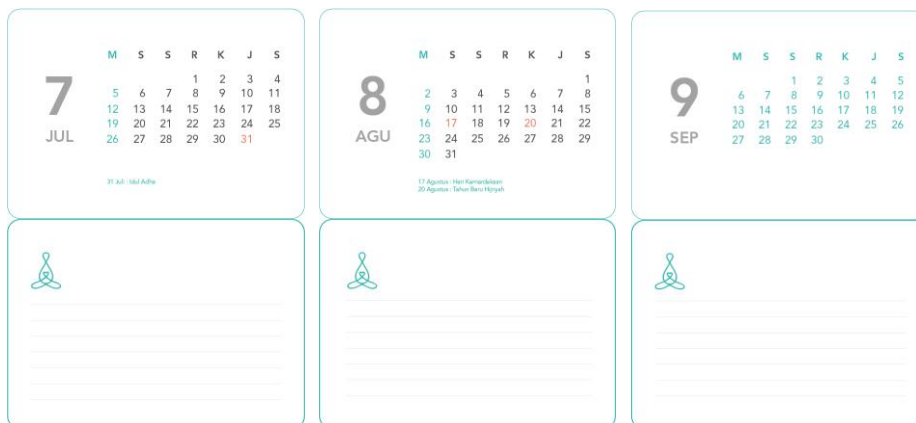 M S S R K J S
1 2 3 4
5 6 7 8 9 10 11
12 13 14 15 16 17 18
19 20 21 22 23 24 25
26 27 28 29 30 31
7
JUL
31 Juli : Idul Adha
M S S R K J S
1
2 3 4 5 6 7 8
9 10 11 12 13 14 15
16 17 18 19 20 21 22
23 24 25 26 27 28 29
30 31
8
AGU
17 Agustus : Hari Kemerdekaan
20 Agustus : Tahun Baru Hijriyah
M S S R K J S
1 2 3 4 5
6 7 8 9 10 11 12
13 14 15 16 17 18 19
20 21 22 23 24 25 26
27 28 29 30
9
SEP